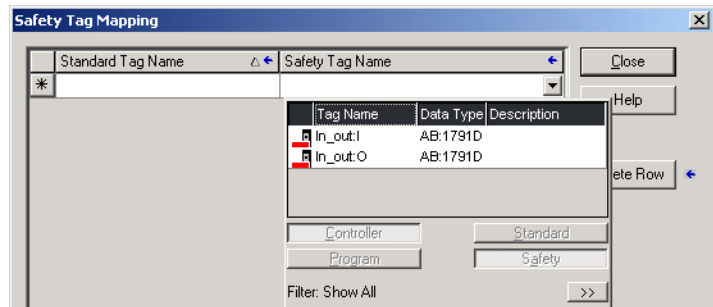 Safety Tag Mapping
Standard Tag Name Safety Tag Name
Close
Help
Tag Name Data Type Description
In_out:I AB:1791D
In_out:O AB:1791D
ete Row
Controller Standard
Program Safety
Filter: Show All >>